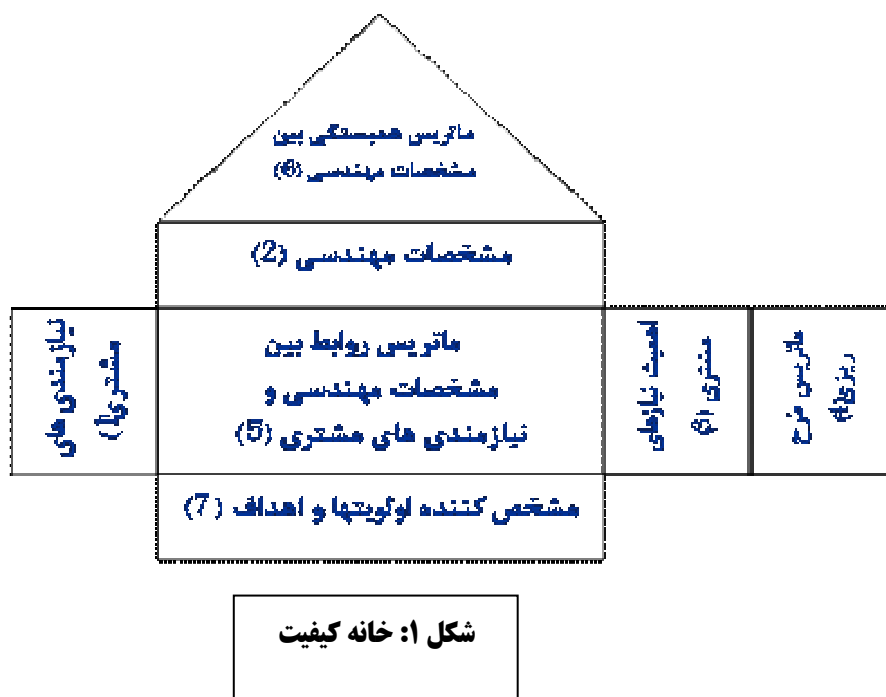 ماتریس همبستگی بین
مشخصات مهندسی (6)
مشخصات مهندسی (2)
نیازمندی های
مشتری(1)
ماتریس روابط بین
مشخصات مهندسی و
نیازمندی های مشتری (5)
اهمیت نیازهای
مشتری (3)
ماتریس طرح
ریزی(4)
مشخص کننده اولویتها و اهداف (7)
شکل ۱: خانه کیفیت